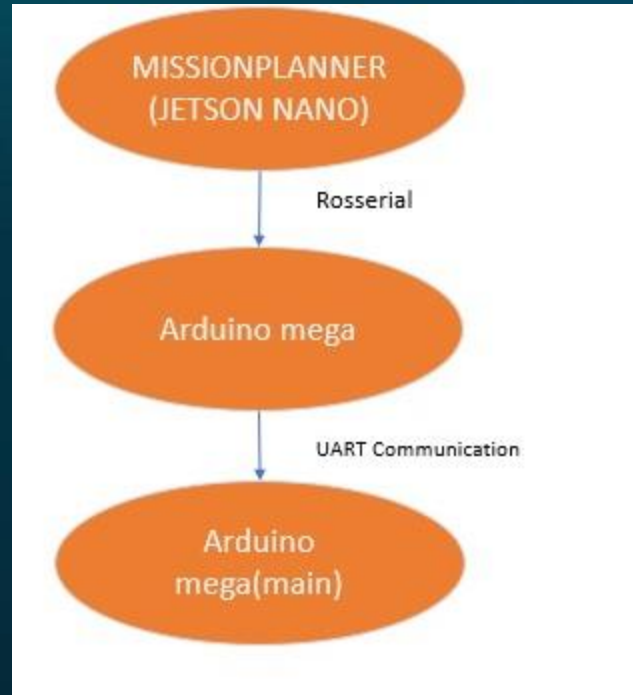 MISSIONPLANNER
(JETSON NANO)
Rosserial
Arduino mega
UART Communication
Arduino
mega(main)